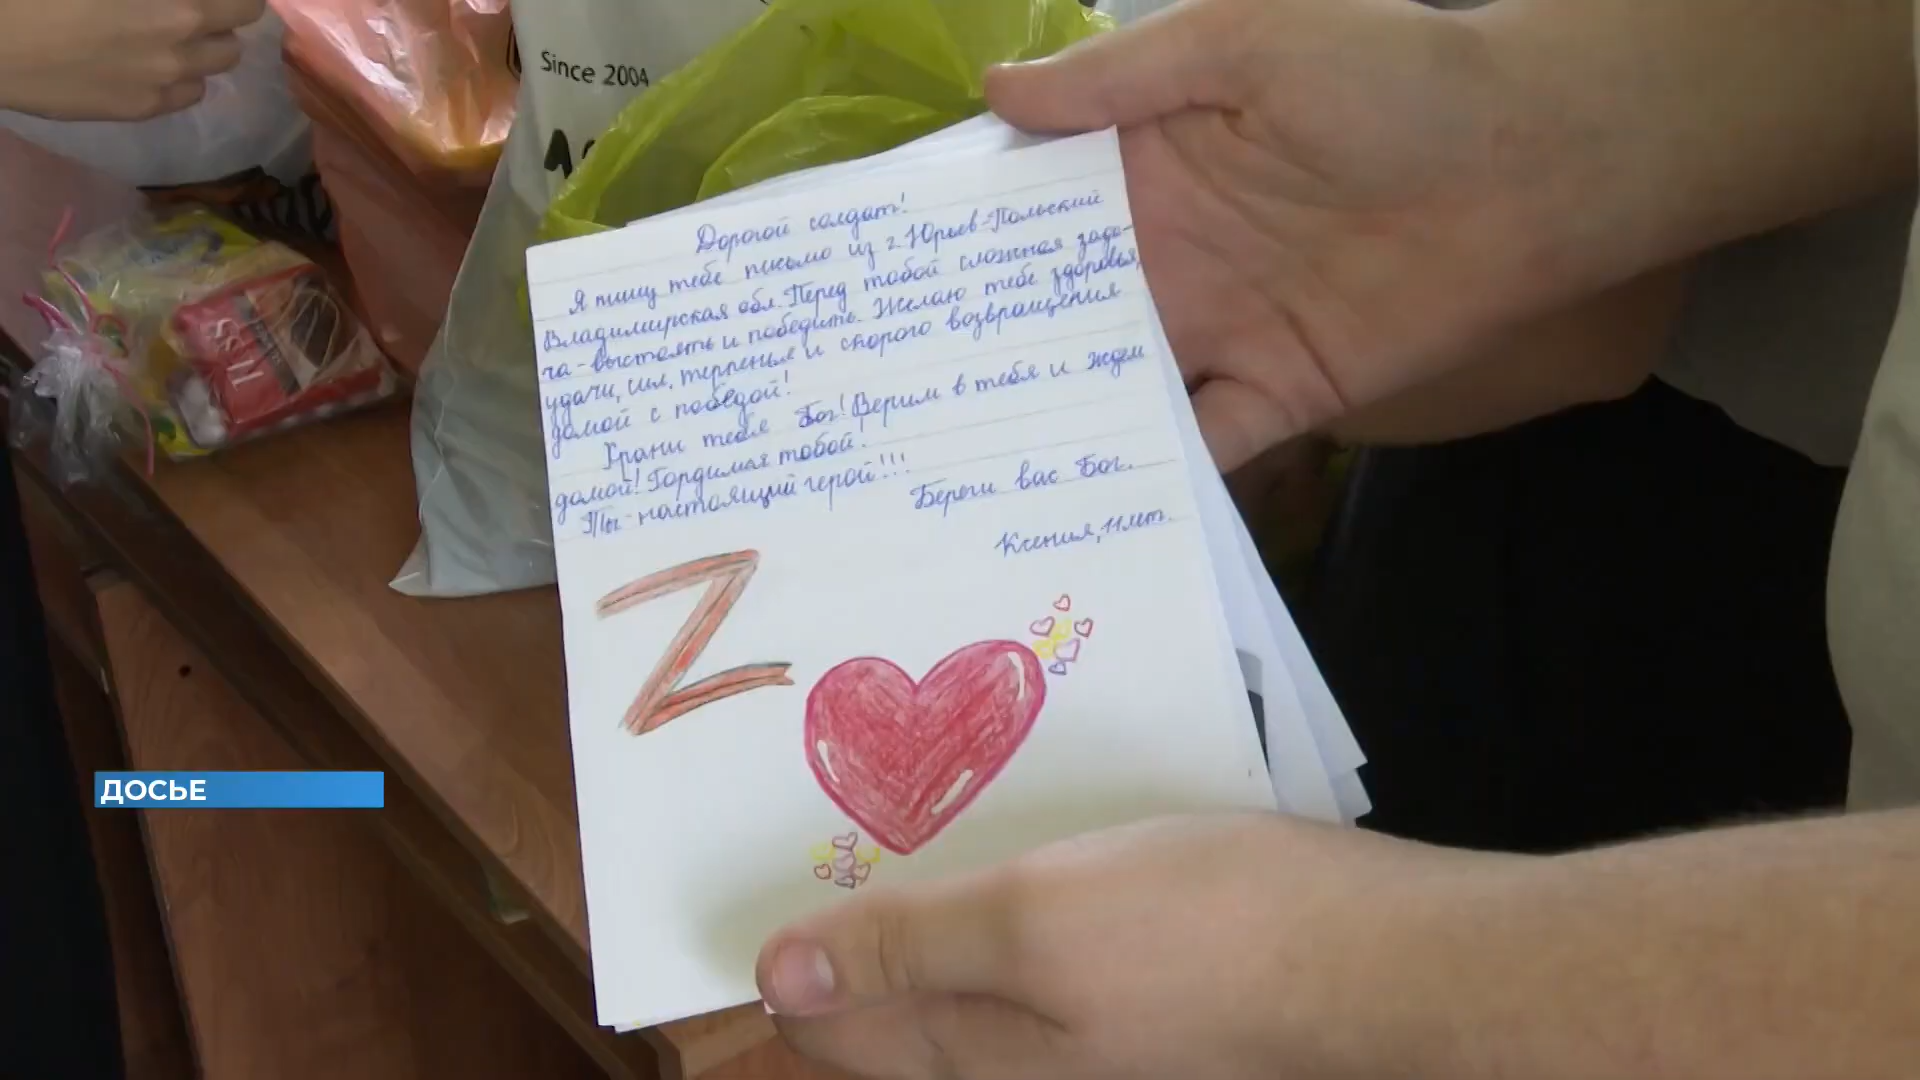 Since 2004
Дорогой солдат!
Я пишу тебе письмо из г. Юрьев-Польский
Владимирская обл. Перед тобой сложная зада-
ча - выстоять и победить. Желаю тебе здоровья,
удачи, сил, терпенья и скорого возвращения
домой с победой!
Храни тебя Бог! Верим в тебя и ждем
домой! Гордимся тобой.
Ты - настоящий герой!!!
Береги вас Бог.
Ксения, 11 лет.
Z
ДОСЬЕ